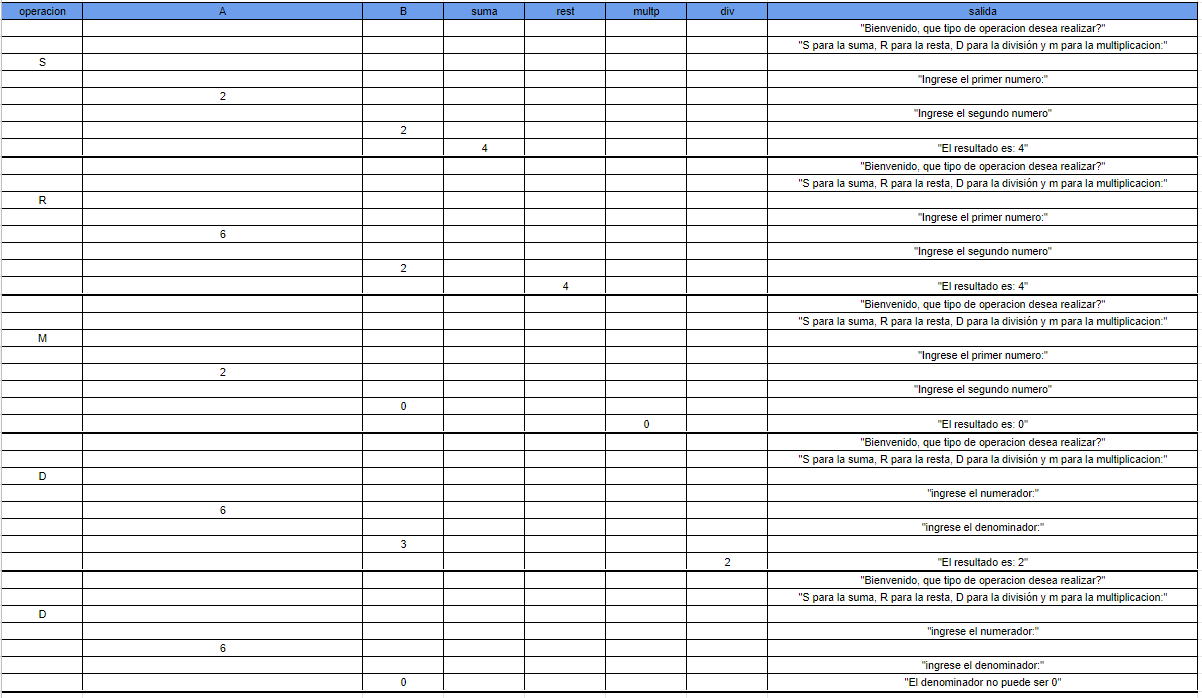 operacion A B suma rest multp div salida
"Bienvenido, que tipo de operacion desea realizar?"
"S para la suma, R para la resta, D para la división y m para la multiplicacion:"
S
"Ingrese el primer numero:"
2
"Ingrese el segundo numero"
2
4 "El resultado es: 4"
"Bienvenido, que tipo de operacion desea realizar?"
"S para la suma, R para la resta, D para la división y m para la multiplicacion:"
R
"Ingrese el primer numero:"
6
"Ingrese el segundo numero"
2
4 "El resultado es: 4"
"Bienvenido, que tipo de operacion desea realizar?"
"S para la suma, R para la resta, D para la división y m para la multiplicacion:"
M
"Ingrese el primer numero:"
2
"Ingrese el segundo numero"
0
0 "El resultado es: 0"
"Bienvenido, que tipo de operacion desea realizar?"
"S para la suma, R para la resta, D para la división y m para la multiplicacion:"
D
"ingrese el numerador:"
6
"ingrese el denominador:"
3
2 "El resultado es: 2"
"Bienvenido, que tipo de operacion desea realizar?"
"S para la suma, R para la resta, D para la división y m para la multiplicacion:"
D
"ingrese el numerador:"
6
"ingrese el denominador:"
0 "El denominador no puede ser 0"